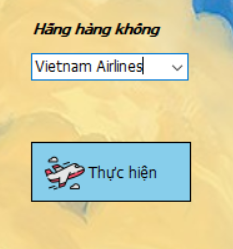 Hãng hàng không
Vietnam Airlines
Thực hiện